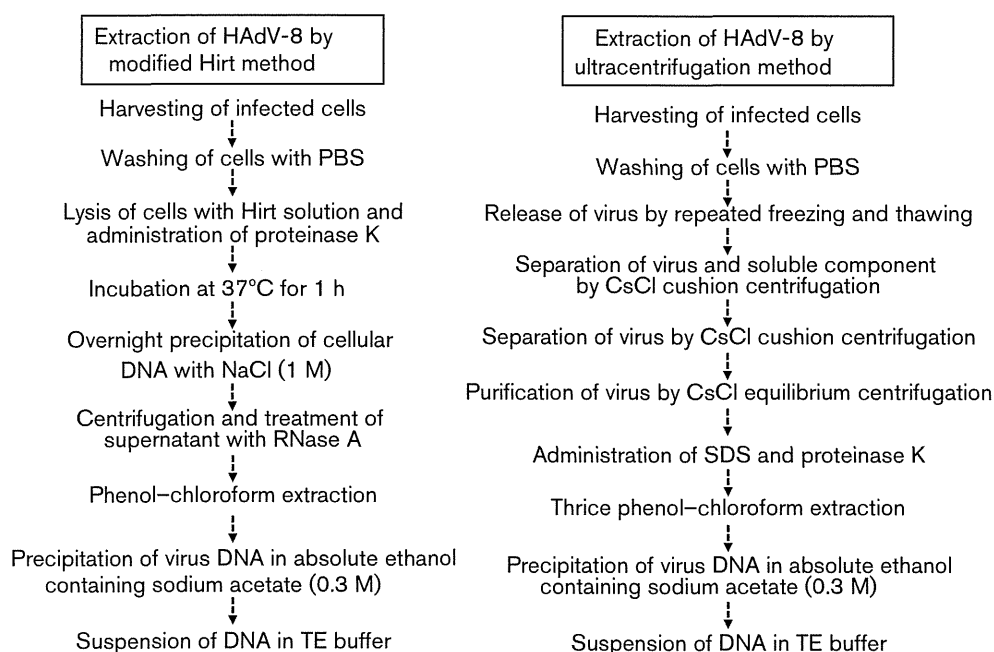 Extraction of HAdV-8 by
modified Hirt method
Harvesting of infected cells
Washing of cells with PBS
Lysis of cells with Hirt solution and
administration of proteinase K
Incubation at 37°C for 1 h
Overnight precipitation of cellular
DNA with NaCl (1 M)
Centrifugation and treatment of
supernatant with RNase A
Phenol–chloroform extraction
Precipitation of virus DNA in absolute ethanol
containing sodium acetate (0.3 M)
Suspension of DNA in TE buffer
Extraction of HAdV-8 by
ultracentrifugation method
Harvesting of infected cells
Washing of cells with PBS
Release of virus by repeated freezing and thawing
Separation of virus and soluble component
by CsCl cushion centrifugation
Separation of virus by CsCl cushion centrifugation
Purification of virus by CsCl equilibrium centrifugation
Administration of SDS and proteinase K
Thrice phenol–chloroform extraction
Precipitation of virus DNA in absolute ethanol
containing sodium acetate (0.3 M)
Suspension of DNA in TE buffer